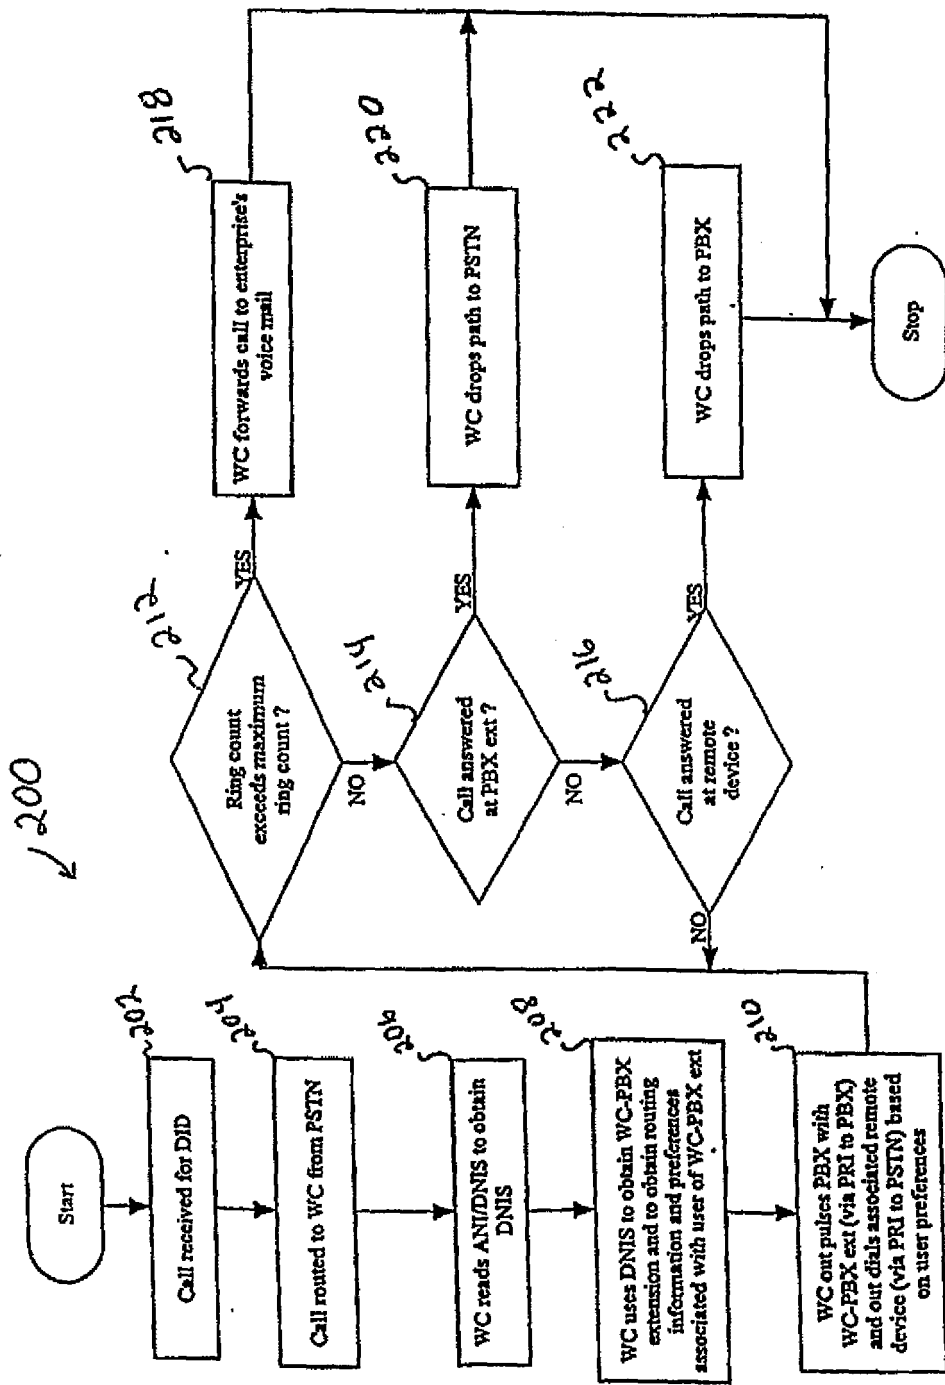 200
Start
202
Call received for DID
204
Call routed to WC from PSTN
206
WC reads ANI/DNIS to obtain
DNIS
208
WC uses DNIS to obtain WC-PBX
extension and to obtain routing
information and preferences
associated with user of WC-PBX ext
210
WC out pulses PBX with
WC-PBX ext (via PRI to PBX)
and out dials associated remote
device (via PRI to PSTN) based
on user preferences
212
Ring count
exceeds maximum
ring count ?
YES
NO
218
WC forwards call to enterprise's
voice mail
214
Call answered
at PBX ext ?
YES
NO
220
WC drops path to PSTN
216
Call answered
at remote
device ?
YES
NO
222
WC drops path to PBX
Stop